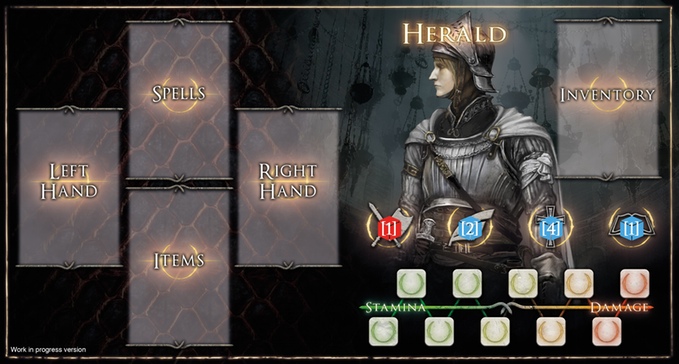 HERALD
SPELLS
INVENTORY
LEFT
HAND
RIGHT
HAND
ITEMS
[1]
[2]
[4]
[1]
STAMINA
DAMAGE
Work in progress version